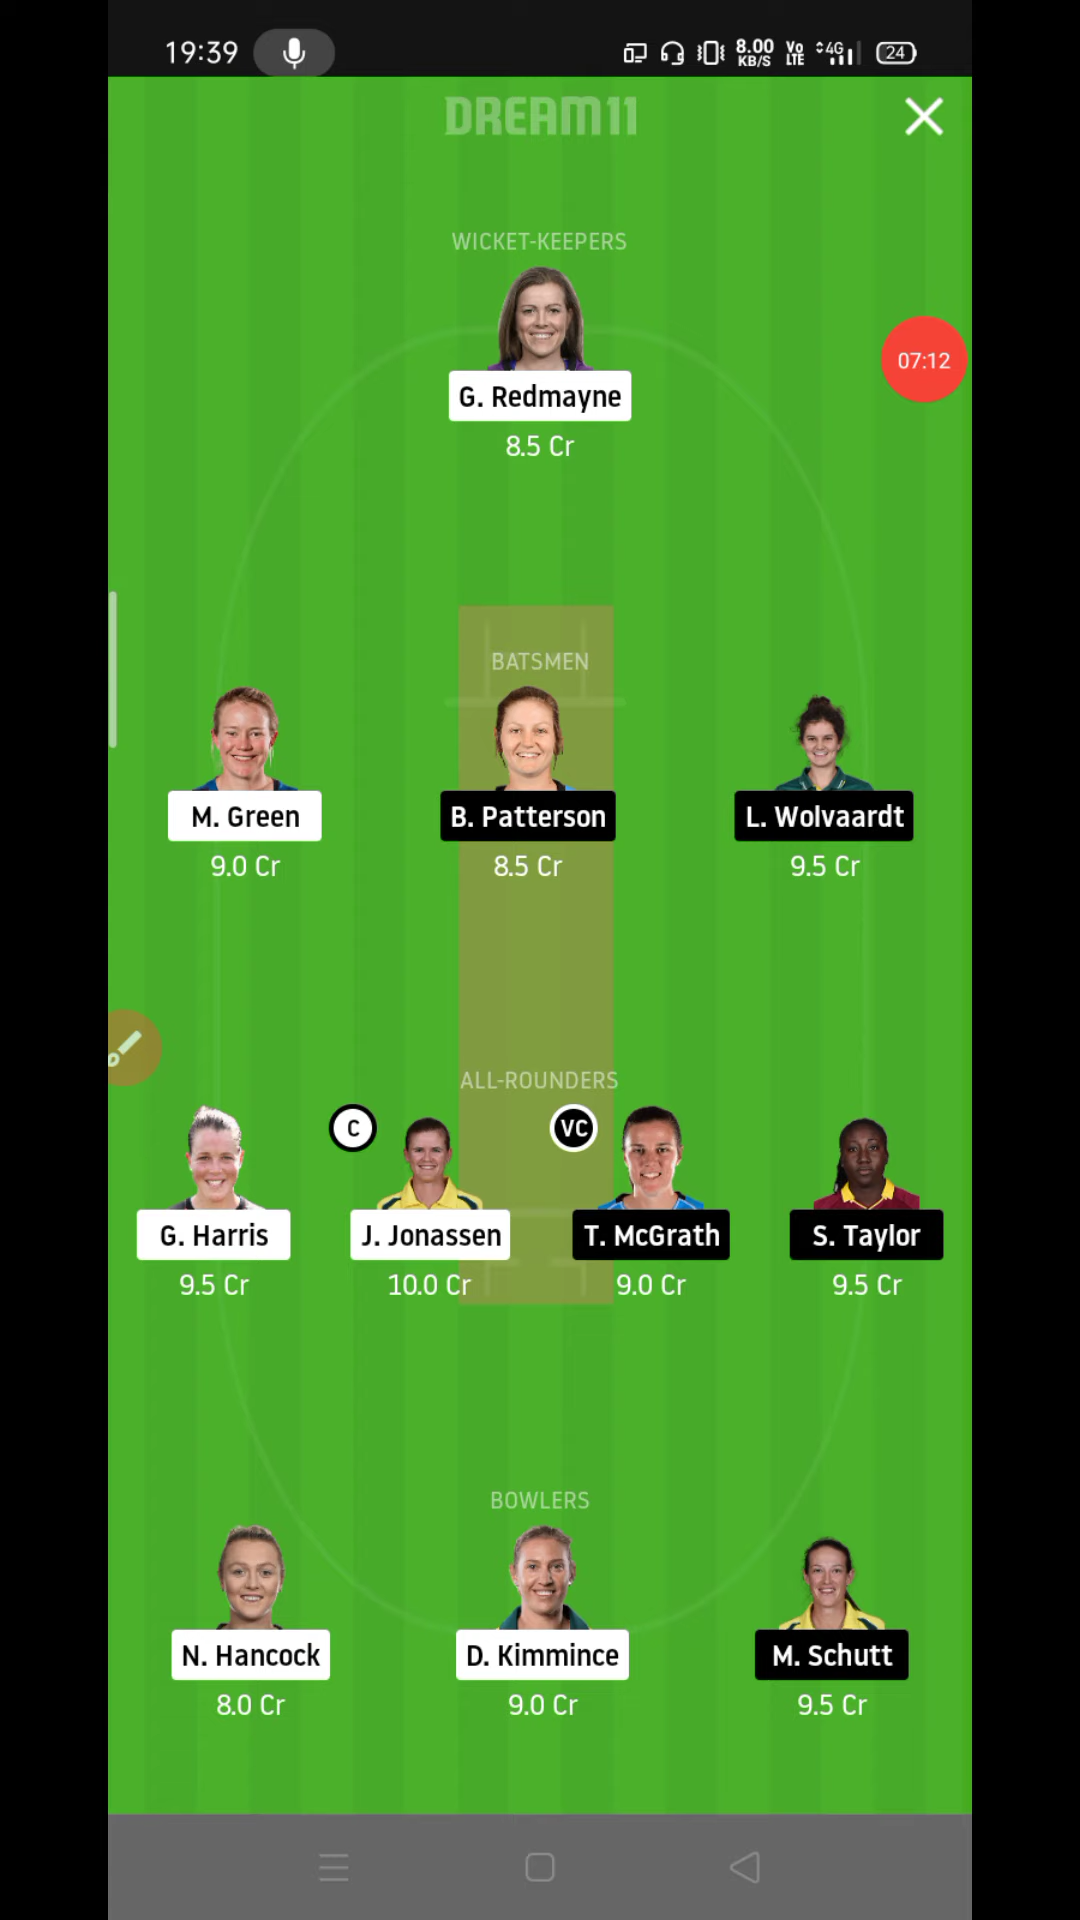 19:39
8.00 KB/S
Vo LTE
4G
24
DREAM11
WICKET-KEEPERS
07:12
G. Redmayne
8.5 Cr
BATSMEN
M. Green
B. Patterson
L. Wolvaardt
9.0 Cr
8.5 Cr
9.5 Cr
ALL-ROUNDERS
C
VC
G. Harris
J. Jonassen
T. McGrath
S. Taylor
9.5 Cr
10.0 Cr
9.0 Cr
9.5 Cr
BOWLERS
N. Hancock
D. Kimmince
M. Schutt
8.0 Cr
9.0 Cr
9.5 Cr